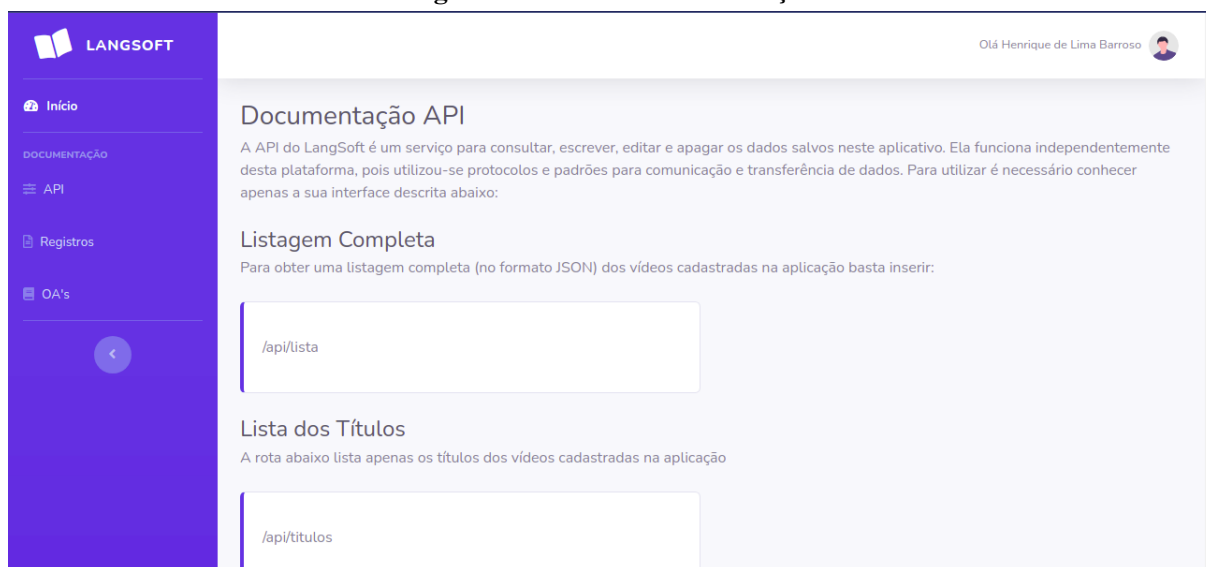 LANGSOFT
Olá Henrique de Lima Barroso
Início
DOCUMENTAÇÃO
API
Registros
OA's
Documentação API
A API do LangSoft é um serviço para consultar, escrever, editar e apagar os dados salvos neste aplicativo. Ela funciona independentemente
desta plataforma, pois utilizou-se protocolos e padrões para comunicação e transferência de dados. Para utilizar é necessário conhecer
apenas a sua interface descrita abaixo:
Listagem Completa
Para obter uma listagem completa (no formato JSON) dos vídeos cadastradas na aplicação basta inserir:
/api/lista
Lista dos Títulos
A rota abaixo lista apenas os títulos dos vídeos cadastradas na aplicação
/api/titulos